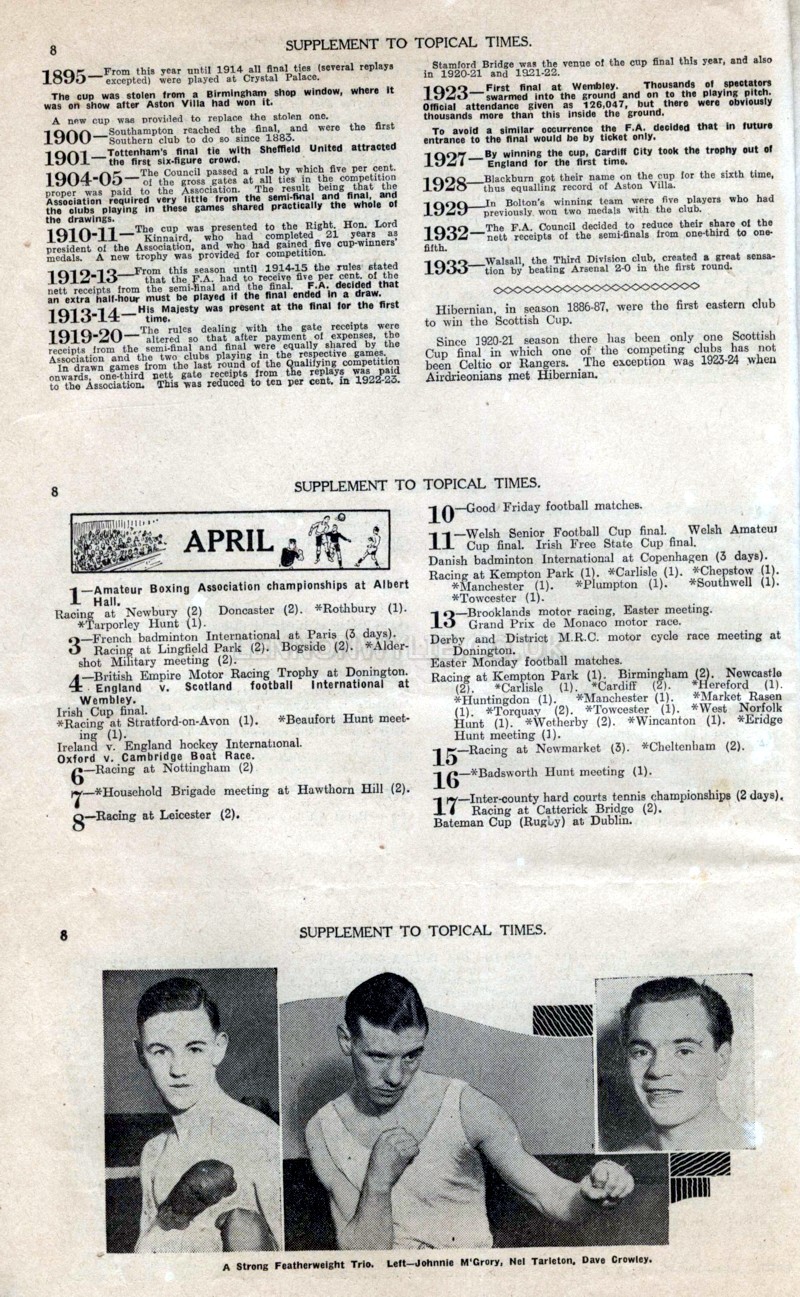 8
SUPPLEMENT TO TOPICAL TIMES.
1895—From this year until 1914 all final ties (several replays
excepted) were played at Crystal Palace.
The cup was stolen from a Birmingham shop window, where it
was on show after Aston Villa had won it.
A new cup was provided to replace the stolen one.
1900—Southampton reached the final, and were the first
Southern club to do so since 1883.
1901—Tottenham's final tie with Sheffield United attracted
the first six-figure crowd.
1904-05—The Council passed a rule by which five per cent.
of the gross gates at all ties in the competition
proper was paid to the Association. The result being that the
Association required very little from the semi-final and final, and
the clubs playing in these games shared practically the whole of
the drawings.
1910-11—The cup was presented to the Right. Hon. Lord
Kinnaird, who had completed 21 years as
president of the Association, and who had gained five cup-winners'
medals. A new trophy was provided for competition.
1912-13—From this season until 1914-15 the rules stated
that the F.A. had to receive five per cent. of the
nett receipts from the semi-final and the final. F.A. decided that
an extra half-hour must be played if the final ended in a draw.
1913-14—His Majesty was present at the final for the first
time.
1919-20—The rules dealing with the gate receipts were
altered so that after payment of expenses, the
receipts from the semi-final and final were equally shared by the
Association and the two clubs playing in the respective games.
In drawn games from the last round of the Qualifying competition
onwards, one-third nett gate receipts from the replays was paid
to the Association. This was reduced to ten per cent. in 1922-23.
Stamford Bridge was the venue of the cup final this year, and also
in 1920-21 and 1921-22.
1923—First final at Wembley. Thousands of spectators
swarmed into the ground and on to the playing pitch.
Official attendance given as 126,047, but there were obviously
thousands more than this inside the ground.
To avoid a similar occurrence the F.A. decided that in future
entrance to the final would be by ticket only.
1927—By winning the cup, Cardiff City took the trophy out of
England for the first time.
1928—Blackburn got their name on the cup for the sixth time,
thus equalling record of Aston Villa.
1929—In Bolton's winning team were five players who had
previously won two medals with the club.
1932—The F.A. Council decided to reduce their share of the
nett receipts of the semi-finals from one-third to one-
fifth.
1933—Walsall, the Third Division club, created a great sensa-
tion by beating Arsenal 2-0 in the first round.
Hibernian, in season 1886-87, were the first eastern club
to win the Scottish Cup.
Since 1920-21 season there has been only one Scottish
Cup final in which one of the competing clubs has not
been Celtic or Rangers. The exception was 1923-24 when
Airdrieonians met Hibernian.
8
SUPPLEMENT TO TOPICAL TIMES.
APRIL
1—Amateur Boxing Association championships at Albert
Hall.
Racing at Newbury (2) Doncaster (2). *Rothbury (1).
*Tarporley Hunt (1).
3—French badminton International at Paris (3 days).
Racing at Lingfield Park (2). Bogside (2). *Alder-
shot Military meeting (2).
4—British Empire Motor Racing Trophy at Donington.
England v. Scotland football International at
Wembley.
Irish Cup final.
*Racing at Stratford-on-Avon (1). *Beaufort Hunt meet-
ing (1).
Ireland v. England hockey International.
Oxford v. Cambridge Boat Race.
6—Racing at Nottingham (2)
7—*Household Brigade meeting at Hawthorn Hill (2).
8—Racing at Leicester (2).
10—Good Friday football matches.
11—Welsh Senior Football Cup final. Welsh Amateur
Cup final. Irish Free State Cup final.
Danish badminton International at Copenhagen (3 days).
Racing at Kempton Park (1). *Carlisle (1). *Chepstow (1).
*Manchester (1). *Plumpton (1). *Southwell (1).
*Towcester (1).
13—Brooklands motor racing, Easter meeting.
Grand Prix de Monaco motor race.
Derby and District M.R.C. motor cycle race meeting at
Donington.
Easter Monday football matches.
Racing at Kempton Park (1). Birmingham (2). Newcastle
(2). *Carlisle (1). *Cardiff (2). *Hereford (1).
*Huntingdon (1). *Manchester (1). *Market Rasen
(1). *Torquay (2). *Towcester (1). *West Norfolk
Hunt (1). *Wetherby (2). *Wincanton (1). *Eridge
Hunt meeting (1).
15—Racing at Newmarket (3). *Cheltenham (2).
16—*Badsworth Hunt meeting (1).
17—Inter-county hard courts tennis championships (2 days).
Racing at Catterick Bridge (2).
Bateman Cup (Rugby) at Dublin.
8
SUPPLEMENT TO TOPICAL TIMES.
A Strong Featherweight Trio. Left—Johnnie M'Grory, Nel Tarleton, Dave Crowley.